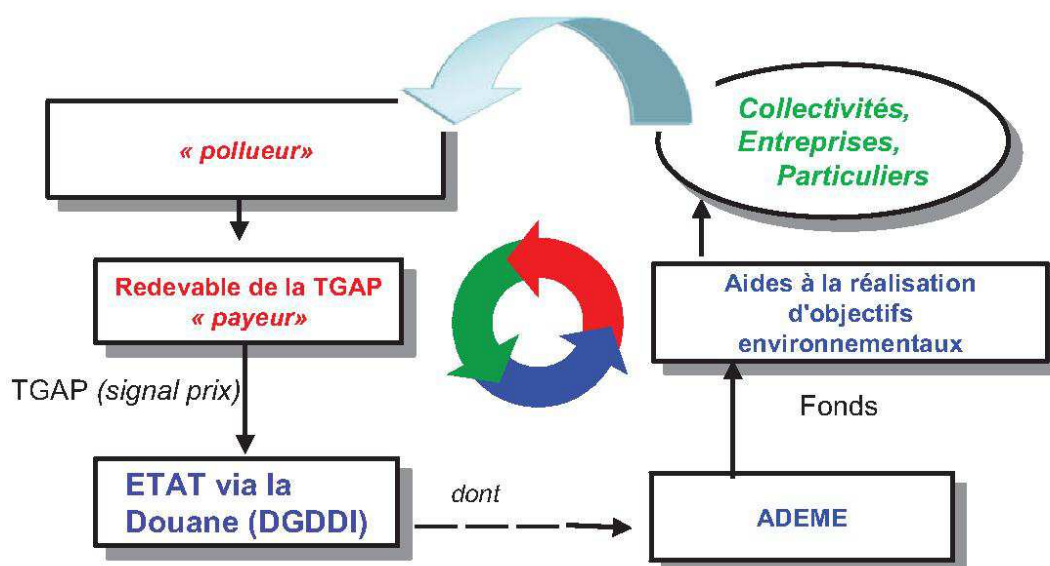 « pollueur»
Redevable de la TGAP
« payeur»
TGAP (signal prix)
ETAT via la
Douane (DGDDI)
dont
ADEME
Fonds
Aides à la réalisation
d'objectifs
environnementaux
Collectivités,
Entreprises,
Particuliers